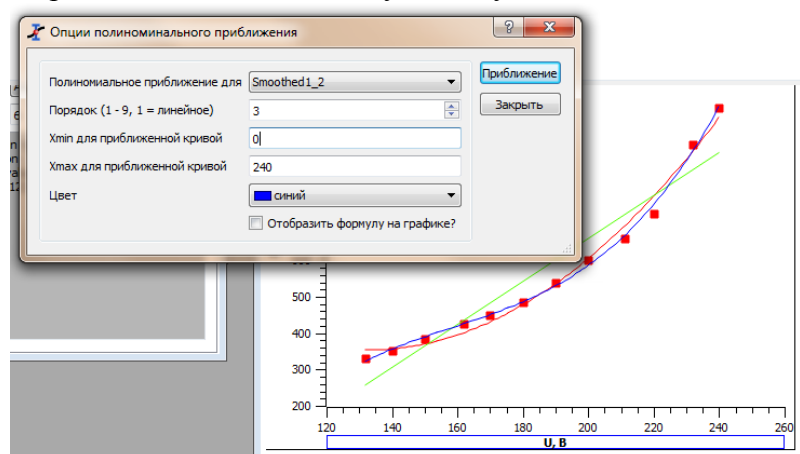 Опции полиноминального приближения
Полиномиальное приближение для Smoothed1_2
Приближение
Порядок (1 - 9, 1 = линейное) 3
Закрыть
Xmin для приближенной кривой 0
Xmax для приближенной кривой 240
Цвет синий
Отобразить формулу на графике?
500
400
300
200
120 140 160 180 200 220 240 260
U, В